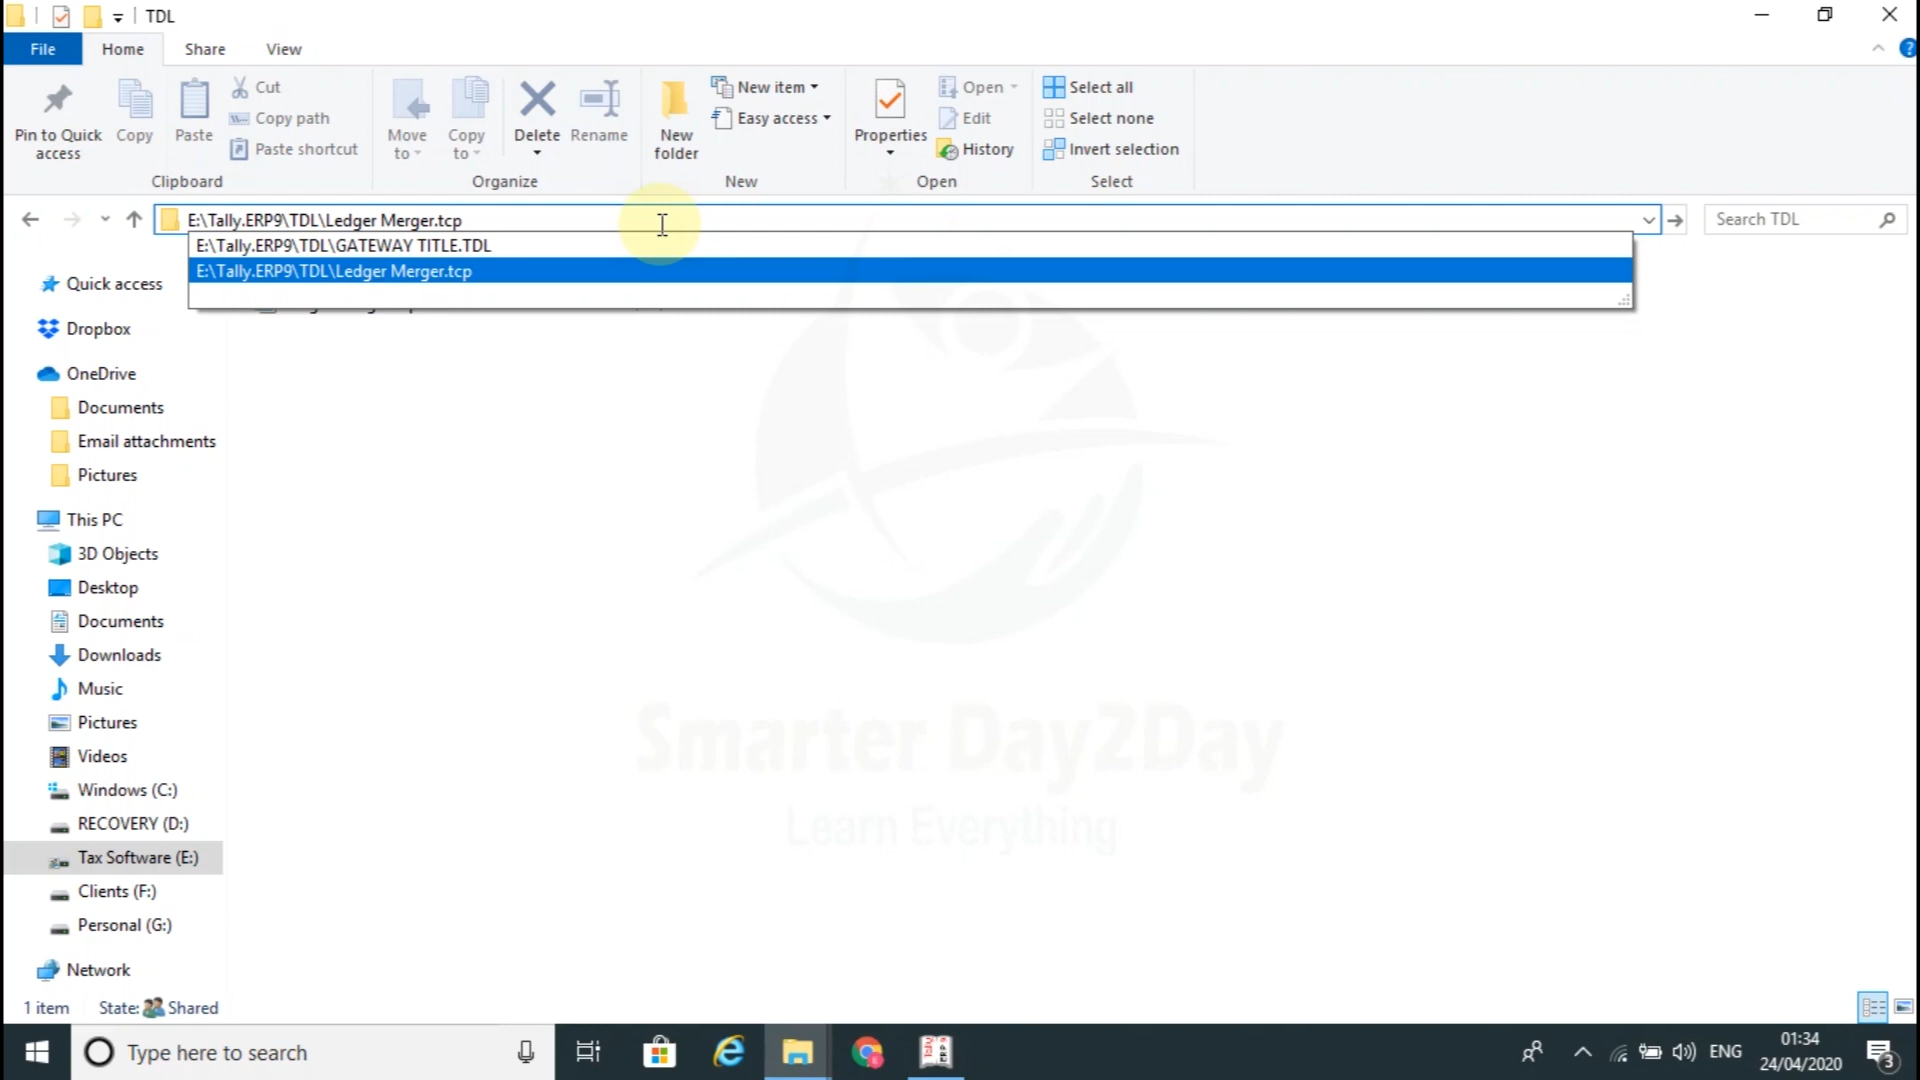 TDL
File Home Share View
Pin to Quick access
Copy
Paste
Cut
Copy path
Paste shortcut
Clipboard
Move to
Copy to
Delete
Rename
Organize
New folder
New item
Easy access
New
Properties
Open
Edit
History
Open
Select all
Select none
Invert selection
Select
E:\Tally.ERP9\TDL\Ledger Merger.tcp
Search TDL
E:\Tally.ERP9\TDL\GATEWAY TITLE.TDL
E:\Tally.ERP9\TDL\Ledger Merger.tcp
Quick access
Dropbox
OneDrive
Documents
Email attachments
Pictures
This PC
3D Objects
Desktop
Documents
Downloads
Music
Pictures
Videos
Windows (C:)
RECOVERY (D:)
Tax Software (E:)
Clients (F:)
Personal (G:)
Network
Smarter Day2Day
Learn Everything
1 item State: Shared
Type here to search
ENG
01:34
24/04/2020
3